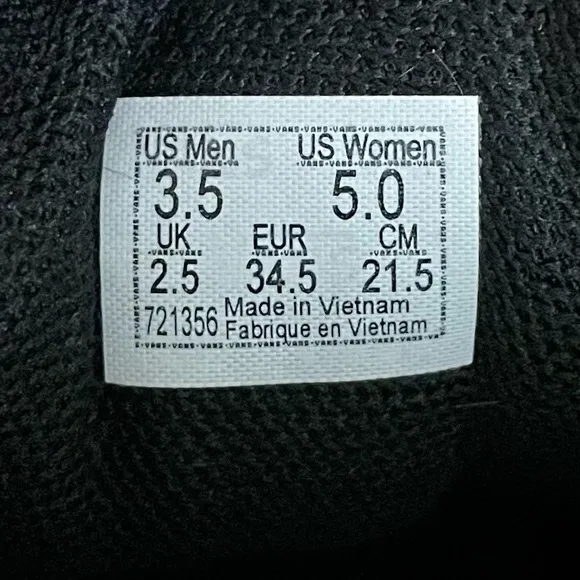 US Men US Women
3.5 5.0
UK EUR CM
2.5 34.5 21.5
721356 Made in Vietnam
Fabrique en Vietnam